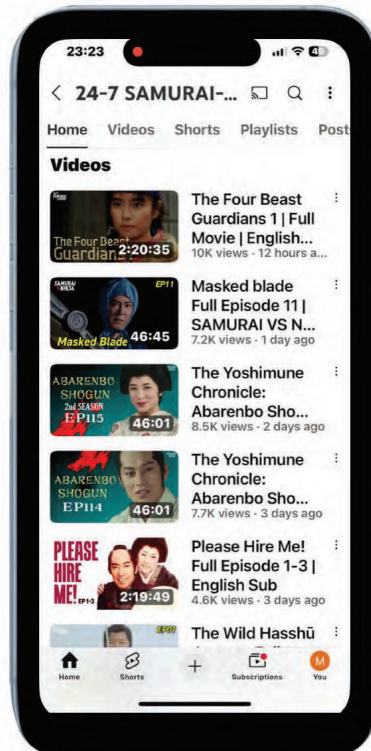 23:23
24-7 SAMURAI-...
Home Videos Shorts Playlists Post
Videos
The Four Beast
Guardians
2:20:35
The Four Beast
Guardians 1 | Full
Movie | English...
10K views · 12 hours a...
SAMURAI
NINJA
EP11
Masked Blade
46:45
Masked blade
Full Episode 11 |
SAMURAI VS N...
7.2K views · 1 day ago
ABARENBO
SHOGUN
2nd SEASON
EP115
46:01
The Yoshimune
Chronicle:
Abarenbo Sho...
8.5K views · 2 days ago
ABARENBO
SHOGUN
EP114
46:01
The Yoshimune
Chronicle:
Abarenbo Sho...
7.7K views · 3 days ago
PLEASE
HIRE
ME! EP1-3
2:19:49
Please Hire Me!
Full Episode 1-3 |
English Sub
4.6K views · 3 days ago
EP01
The Wild Hasshū
Home Shorts Subscriptions M You